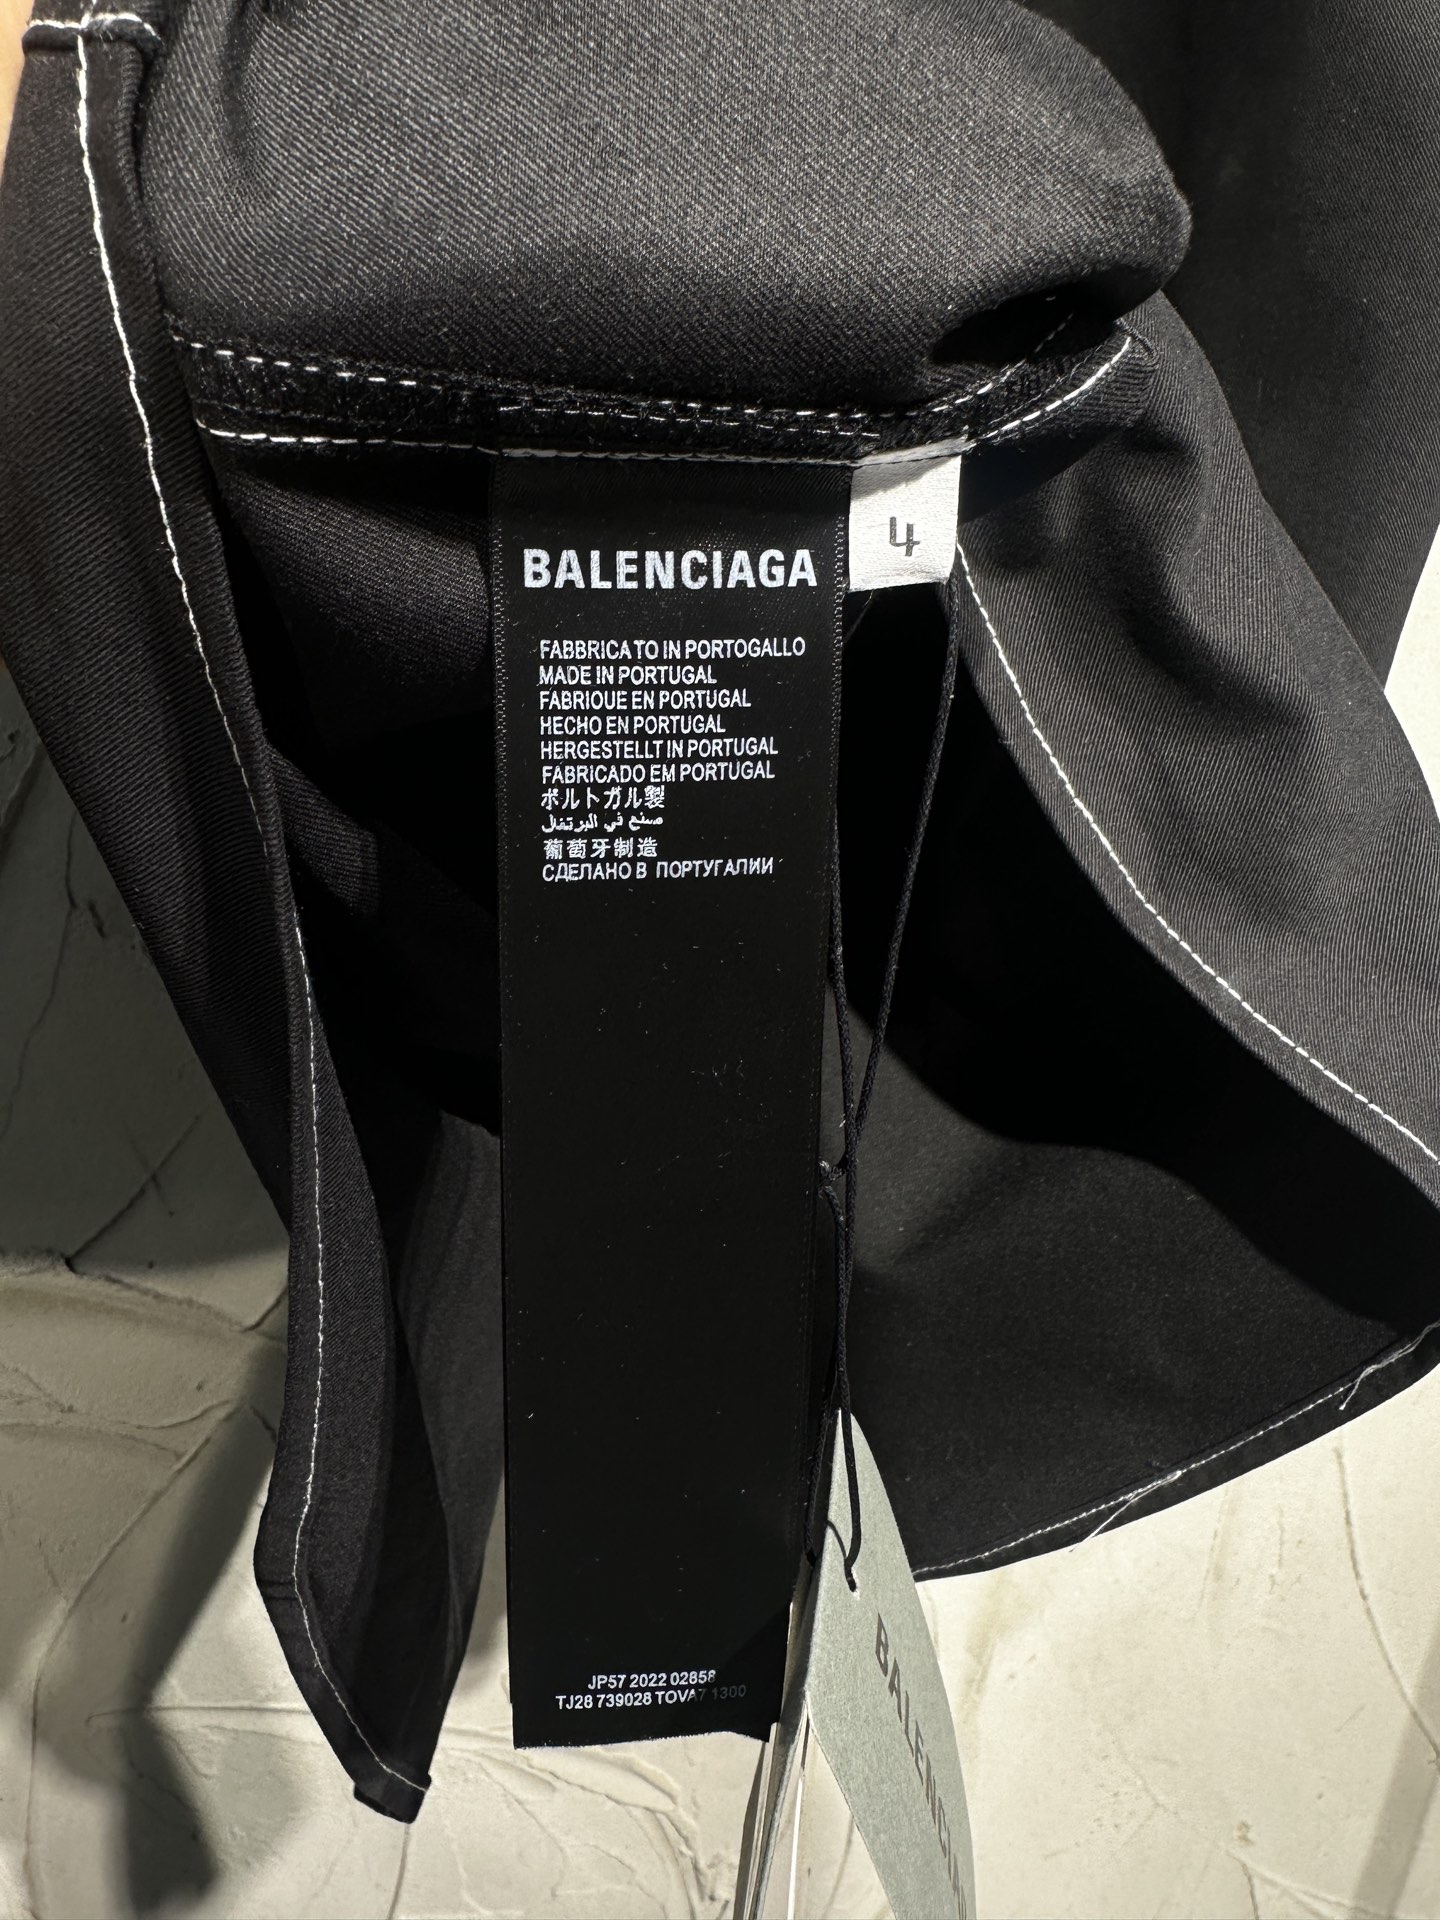 4
BALENCIAGA
FABBRICATO IN PORTOGALLO
MADE IN PORTUGAL
FABRIQUE EN PORTUGAL
HECHO EN PORTUGAL
HERGESTELLT IN PORTUGAL
FABRICADO EM PORTUGAL
ポルトガル製
صنع في البرتغال
葡萄牙制造
СДЕЛАНО В ПОРТУГАЛИИ
JP57 2022 02858
TJ28 739028 TOVA7 1300
BALENCIAGA